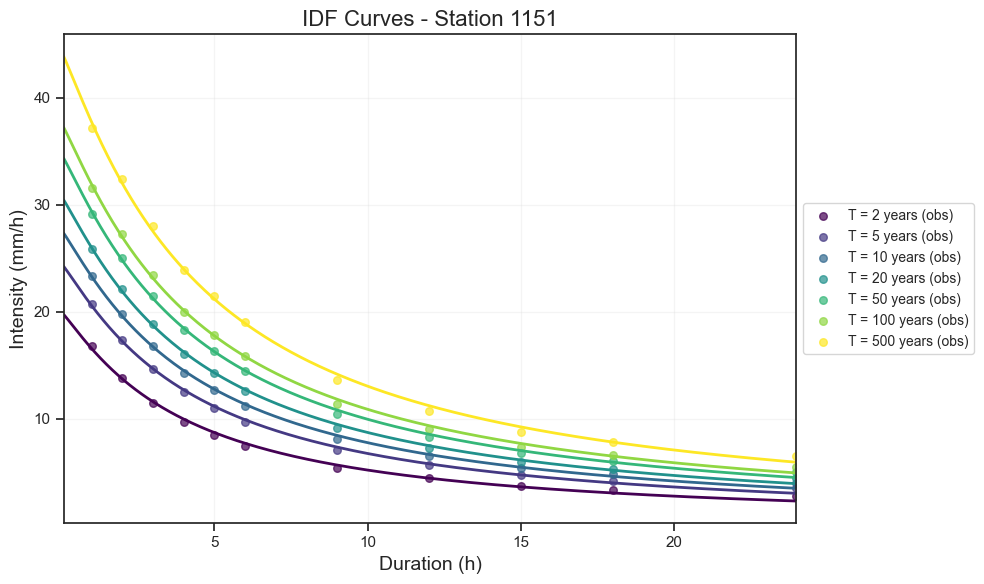 IDF Curves - Station 1151
Intensity (mm/h)
40
30
20
10
5
10
15
20
Duration (h)
T = 2 years (obs)
T = 5 years (obs)
T = 10 years (obs)
T = 20 years (obs)
T = 50 years (obs)
T = 100 years (obs)
T = 500 years (obs)